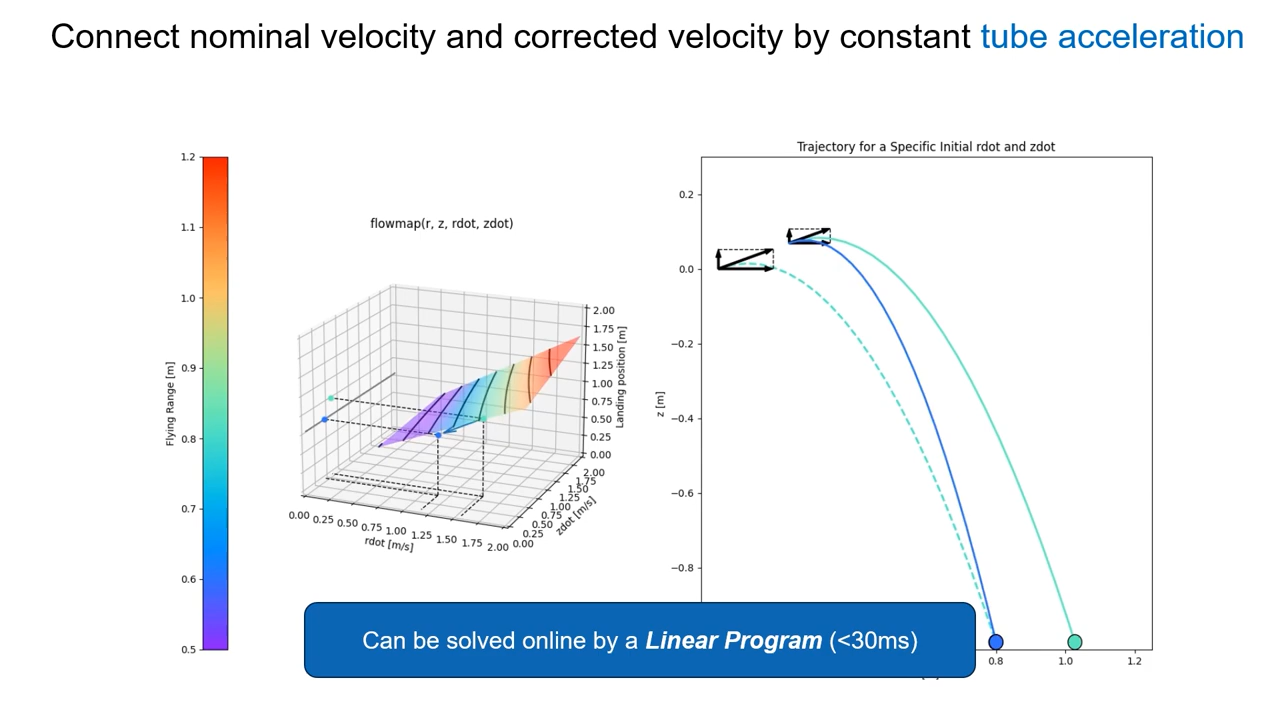 Connect nominal velocity and corrected velocity by constant tube acceleration
Trajectory for a Specific Initial rdot and zdot
flowmap(r, z, rdot, zdot)
Flying Range [m]
1.2
1.1
1.0
0.9
0.8
0.7
0.6
0.5
2.00
1.75
1.50
1.25
1.00
0.75
0.50
0.25
0.00
Landing position [m]
0.00 0.25 0.50 0.75 1.00 1.25 1.50 1.75 2.00
rdot [m/s]
0.00 0.25 0.50 0.75 1.00 1.25 1.50 1.75 2.00
zdot [m/s]
z [m]
0.2
0.0
−0.2
−0.4
−0.6
−0.8
0.8 1.0 1.2
Can be solved online by a Linear Program (<30ms)